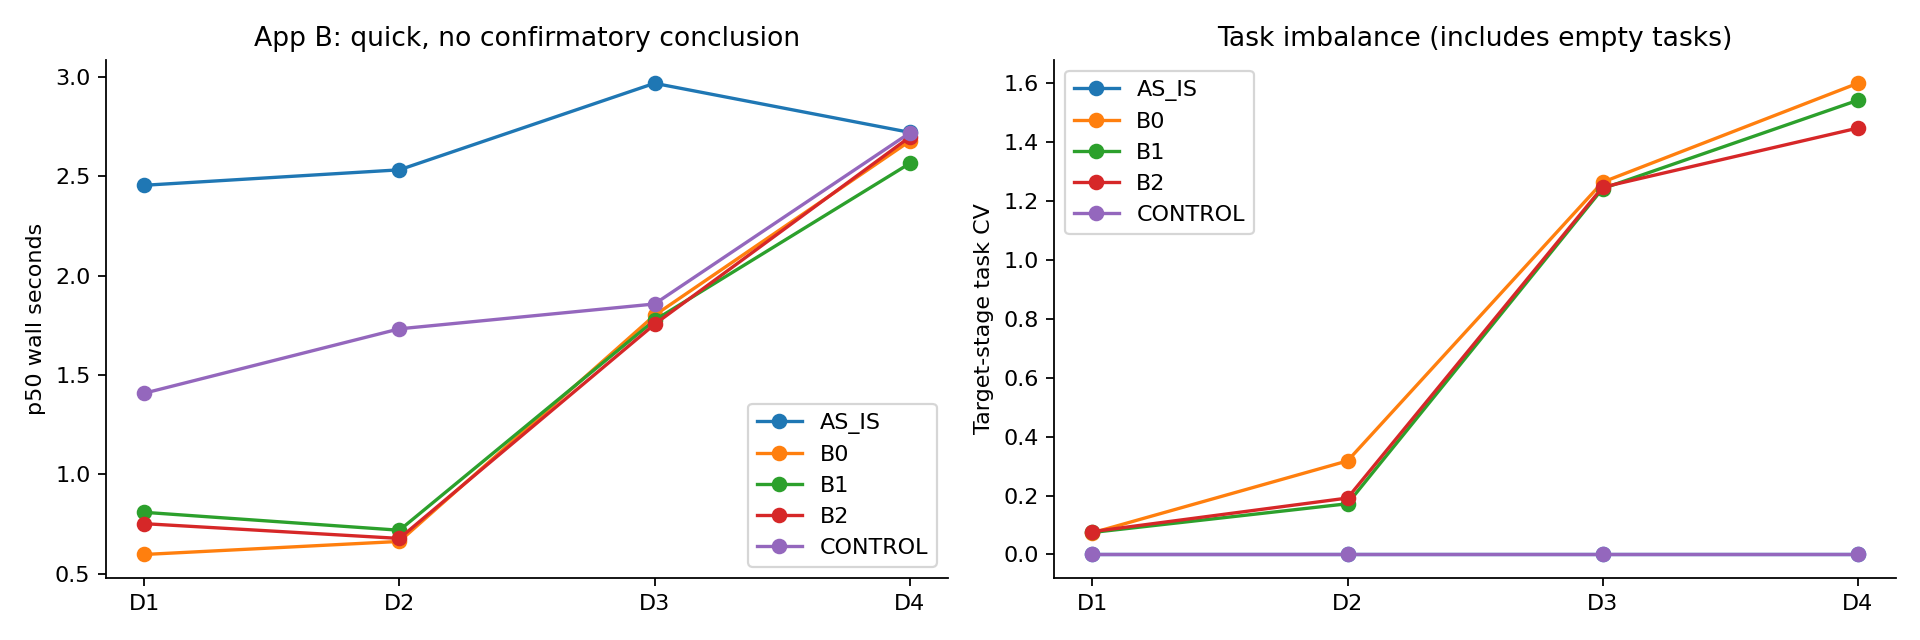 App B: quick, no confirmatory conclusion
p50 wall seconds
3.0
2.5
2.0
1.5
1.0
0.5
D1
D2
D3
D4
AS_IS
B0
B1
B2
CONTROL
Task imbalance (includes empty tasks)
Target-stage task CV
1.6
1.4
1.2
1.0
0.8
0.6
0.4
0.2
0.0
AS_IS
B0
B1
B2
CONTROL
D1
D2
D3
D4